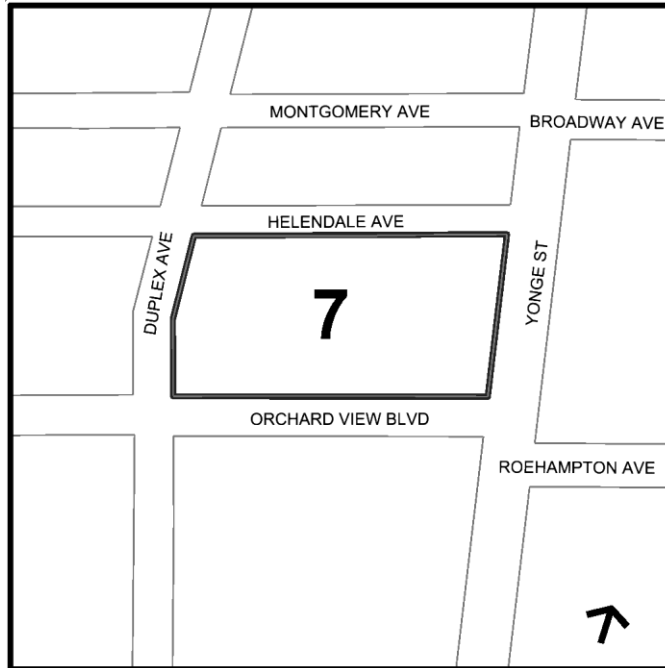 MONTGOMERY AVE
BROADWAY AVE
HELENDALE AVE
DUPLEX AVE
7
YONGE ST
ORCHARD VIEW BLVD
ROEHAMPTON AVE